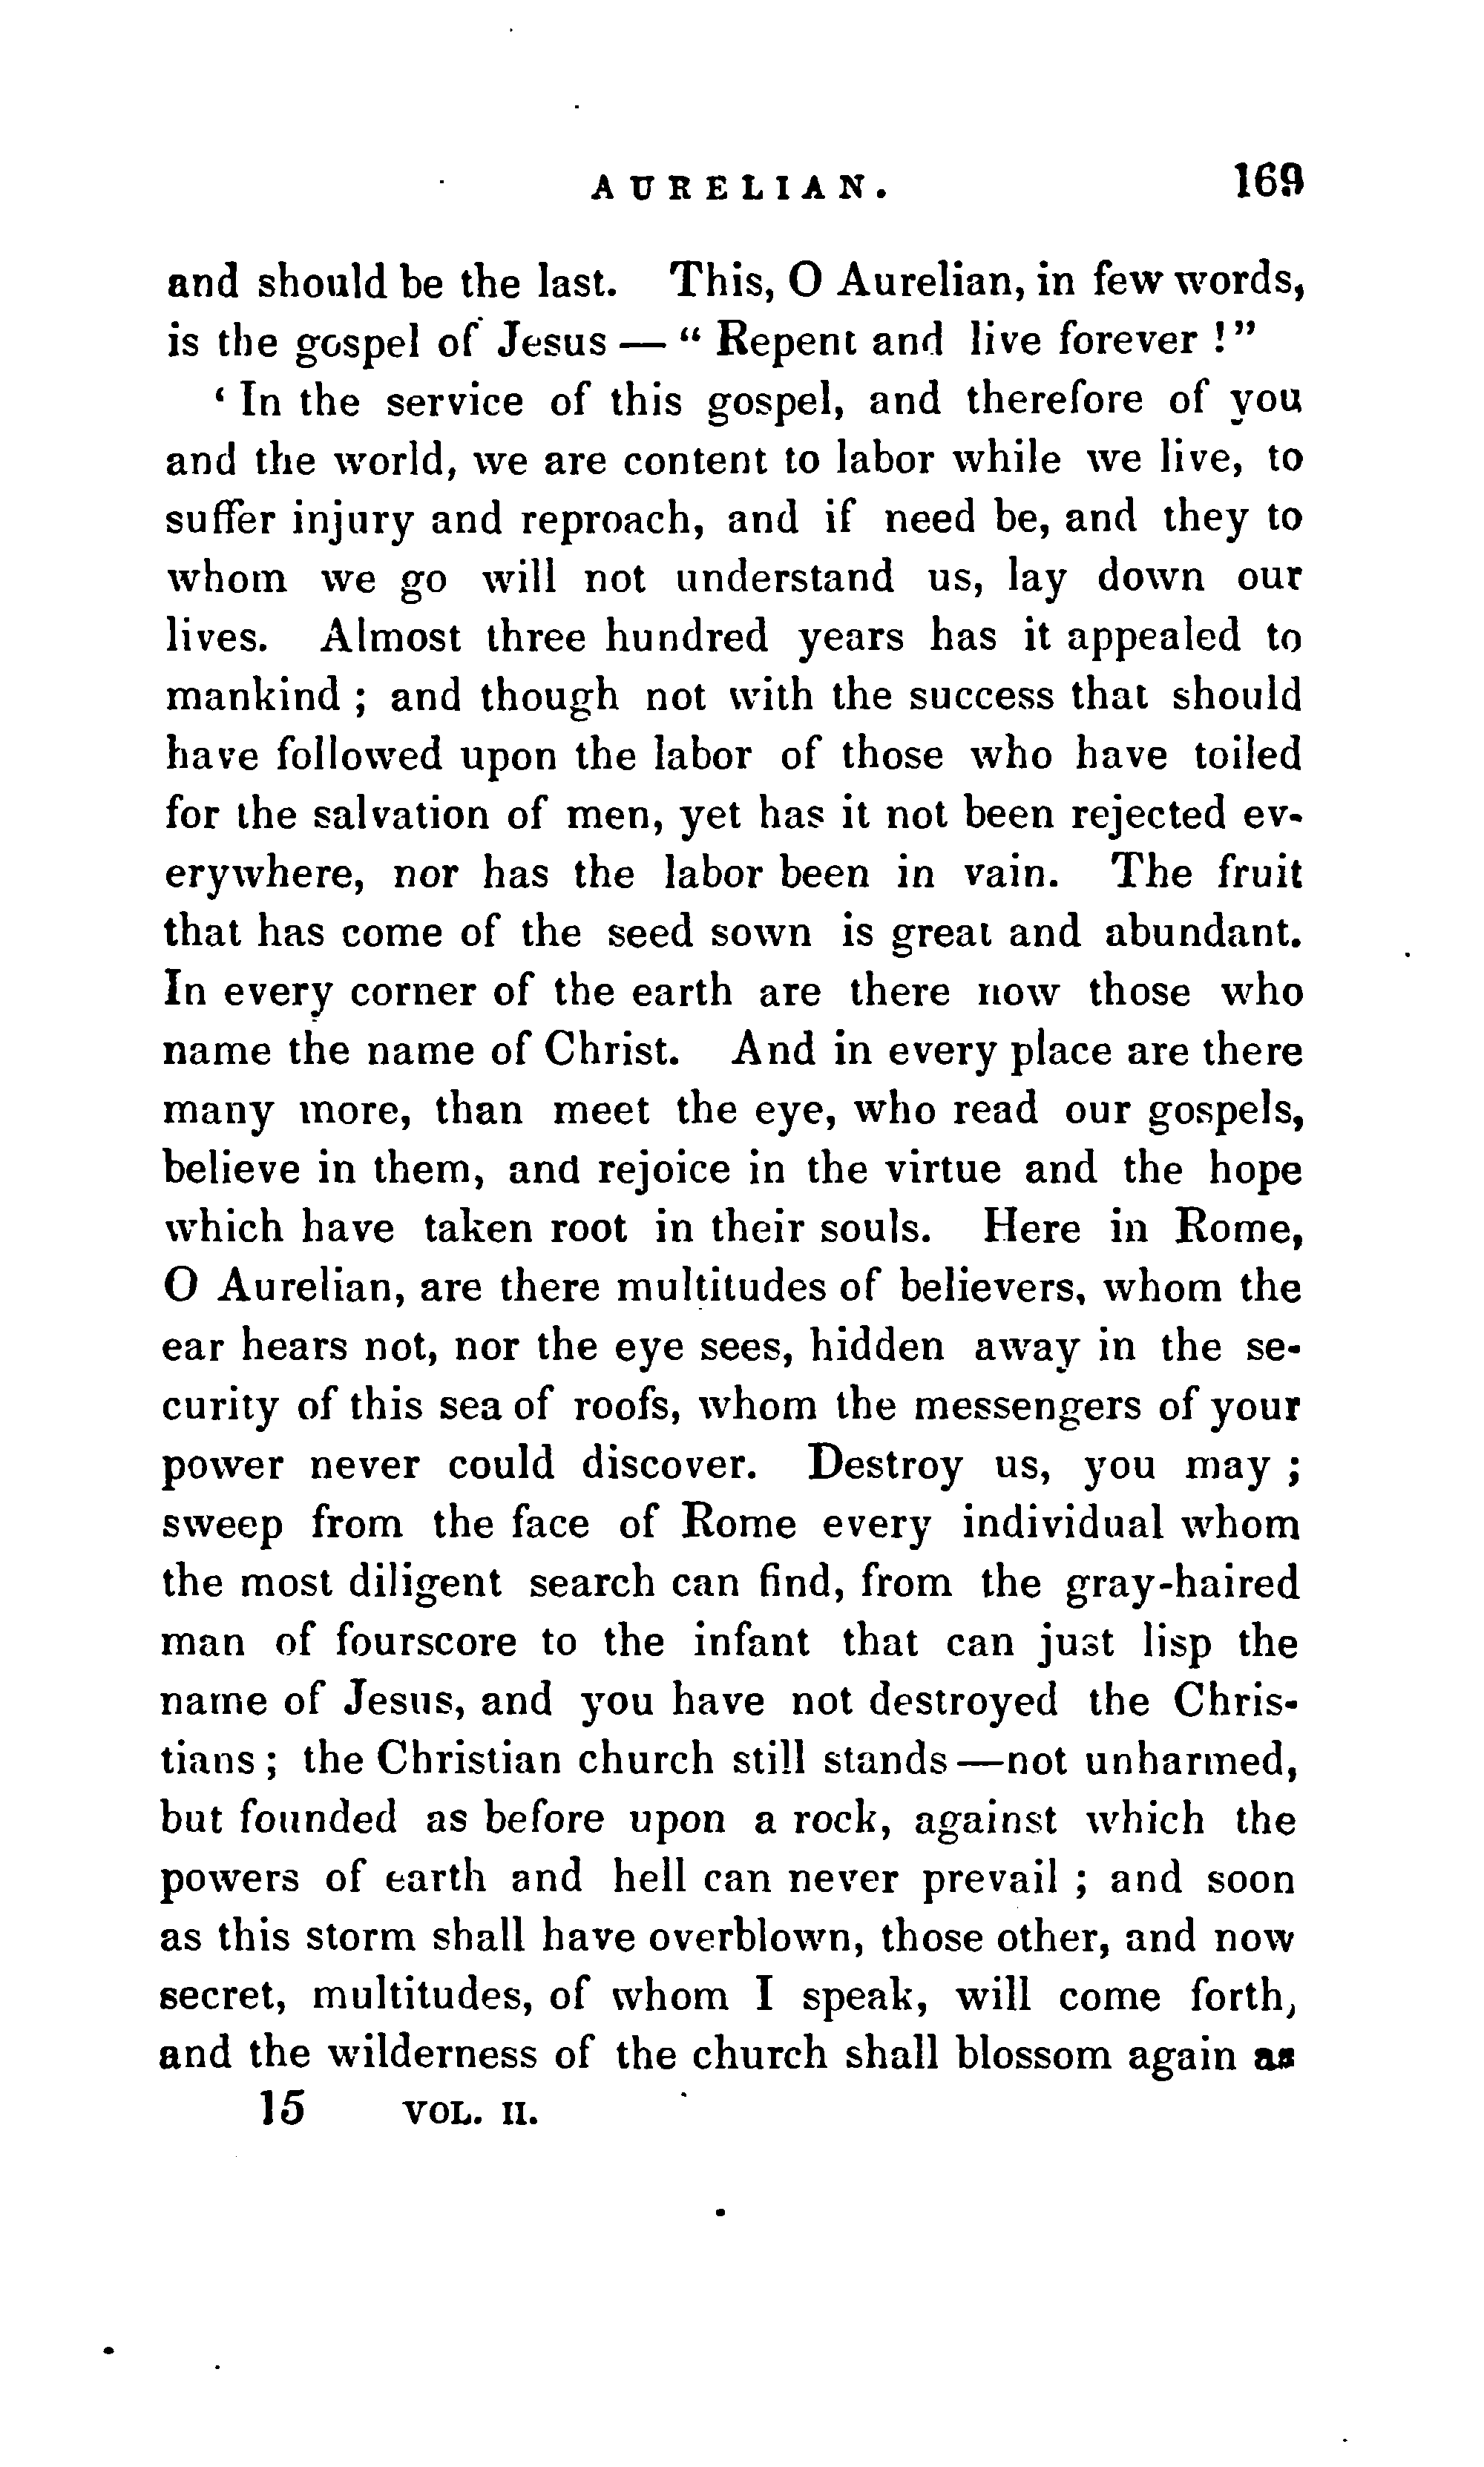 AURELIAN. 169
and should be the last. This, O Aurelian, in few words,
is the gospel of Jesus — " Repent and live forever !"
‘ In the service of this gospel, and therefore of you
and the world, we are content to labor while we live, to
suffer injury and reproach, and if need be, and they to
whom we go will not understand us, lay down our
lives. Almost three hundred years has it appealed to
mankind ; and though not with the success that should
have followed upon the labor of those who have toiled
for the salvation of men, yet has it not been rejected ev-
erywhere, nor has the labor been in vain. The fruit
that has come of the seed sown is great and abundant.
In every corner of the earth are there now those who
name the name of Christ. And in every place are there
many more, than meet the eye, who read our gospels,
believe in them, and rejoice in the virtue and the hope
which have taken root in their souls. Here in Rome,
O Aurelian, are there multitudes of believers, whom the
ear hears not, nor the eye sees, hidden away in the se-
curity of this sea of roofs, whom the messengers of your
power never could discover. Destroy us, you may ;
sweep from the face of Rome every individual whom
the most diligent search can find, from the gray-haired
man of fourscore to the infant that can just lisp the
name of Jesus, and you have not destroyed the Chris-
tians ; the Christian church still stands—not unharmed,
but founded as before upon a rock, against which the
powers of earth and hell can never prevail ; and soon
as this storm shall have overblown, those other, and now
secret, multitudes, of whom I speak, will come forth,
and the wilderness of the church shall blossom again as
15 VOL. II.